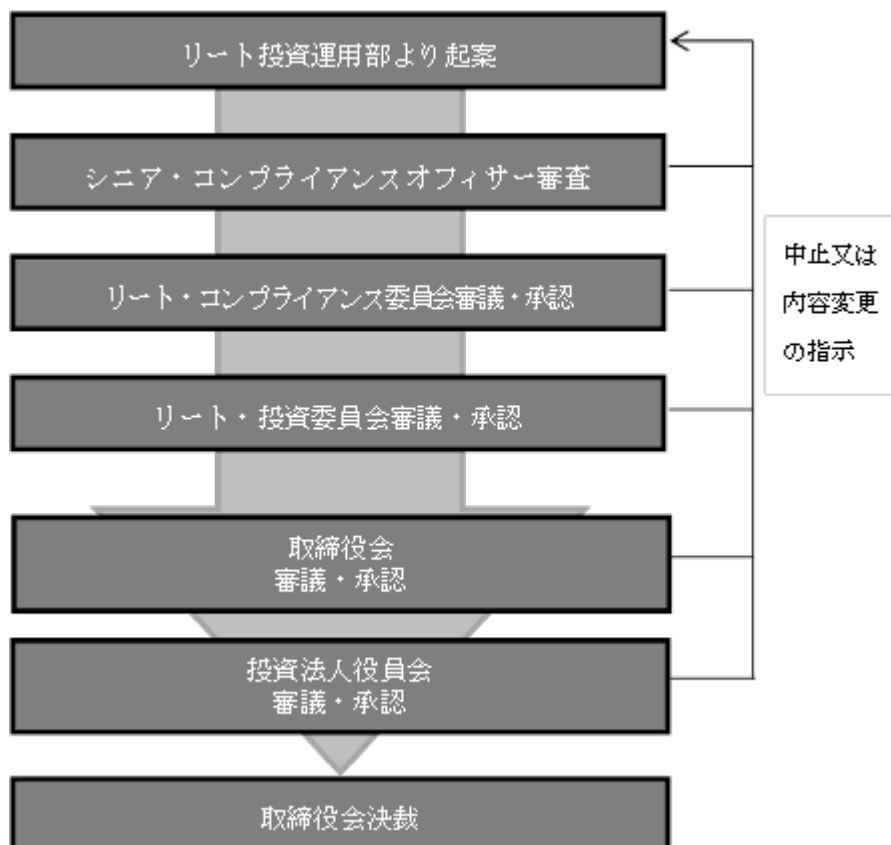 リート投資運用部より起案
シニア・コンプライアンスオフィサー審査
リート・コンプライアンス委員会審議・承認
リート・投資委員会審議・承認
取締役会
審議・承認
投資法人役員会
審議・承認
取締役会決裁
中止又は
内容変更
の指示